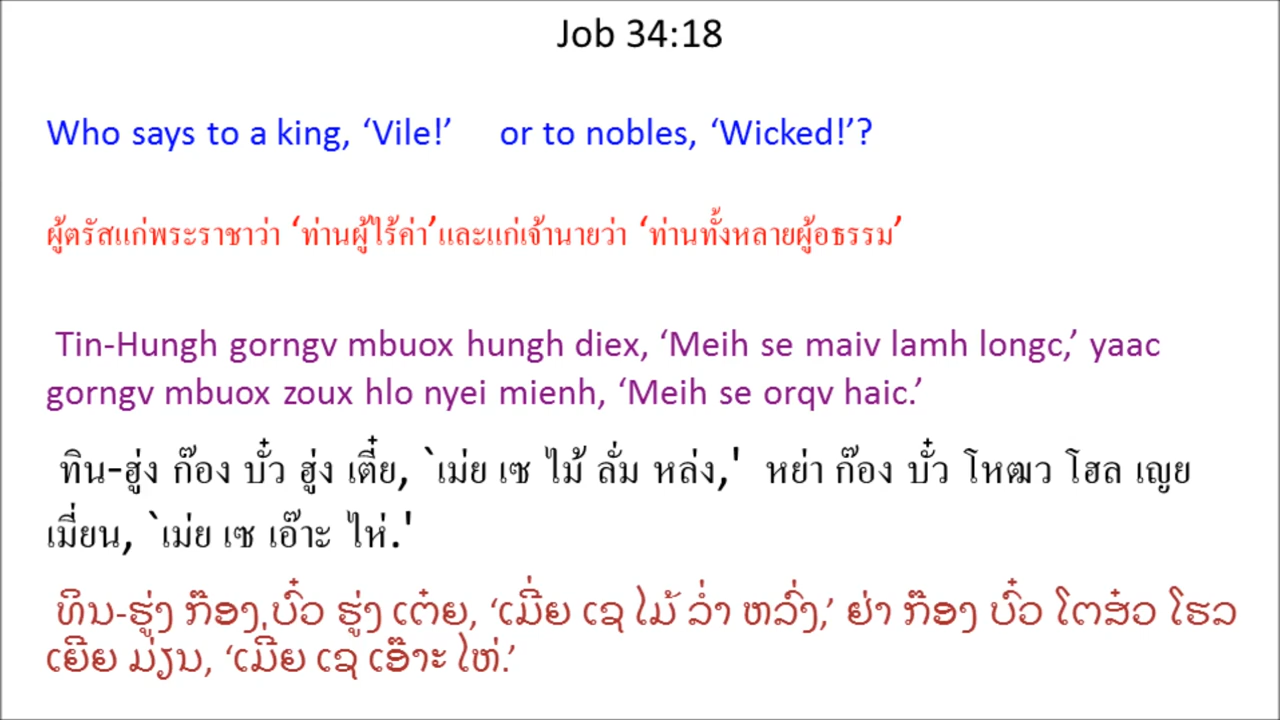 Job 34:18
Who says to a king, ‘Vile!’ or to nobles, ‘Wicked!’?
ผู้ตรัสแก่พระราชาว่า ‘ท่านผู้ไร้ค่า’และแก่เจ้านายว่า ‘ท่านทั้งหลายผู้อธรรม’
Tin-Hungh gorngv mbuox hungh diex, ‘Meih se maiv lamh longc,’ yaac
gorngv mbuox zoux hlo nyei mienh, ‘Meih se orqv haic.’
ทิน-ฮู่ง ก๊อง บั๋ว ฮู่ง เตี๋ย, `เม่ย เซ ไม้ ลั่ม หล่ง,' หย่า ก๊อง บั๋ว โหฒว โฮล เญย
เมี่ยน, `เม่ย เซ เอ๊าะ ไห่.'
ທິນ-ຮູ່ງ ກ๊ອງ ບົ໋ວ ຮູ່ງ ເຕ໋ຍ, ‘ເມີ່ຍ ເຊ ໄມ້ ລ່ຳ ຫລົ່ງ,’ ຢ່າ ກ໊ອງ ບົ໋ວ ໂຕສ໋ວ ໂຮລ
ເຍີຍ ມ່ຽນ, ‘ເມີຍ ເຊ ເອ໊າະ ໄຫ່.’